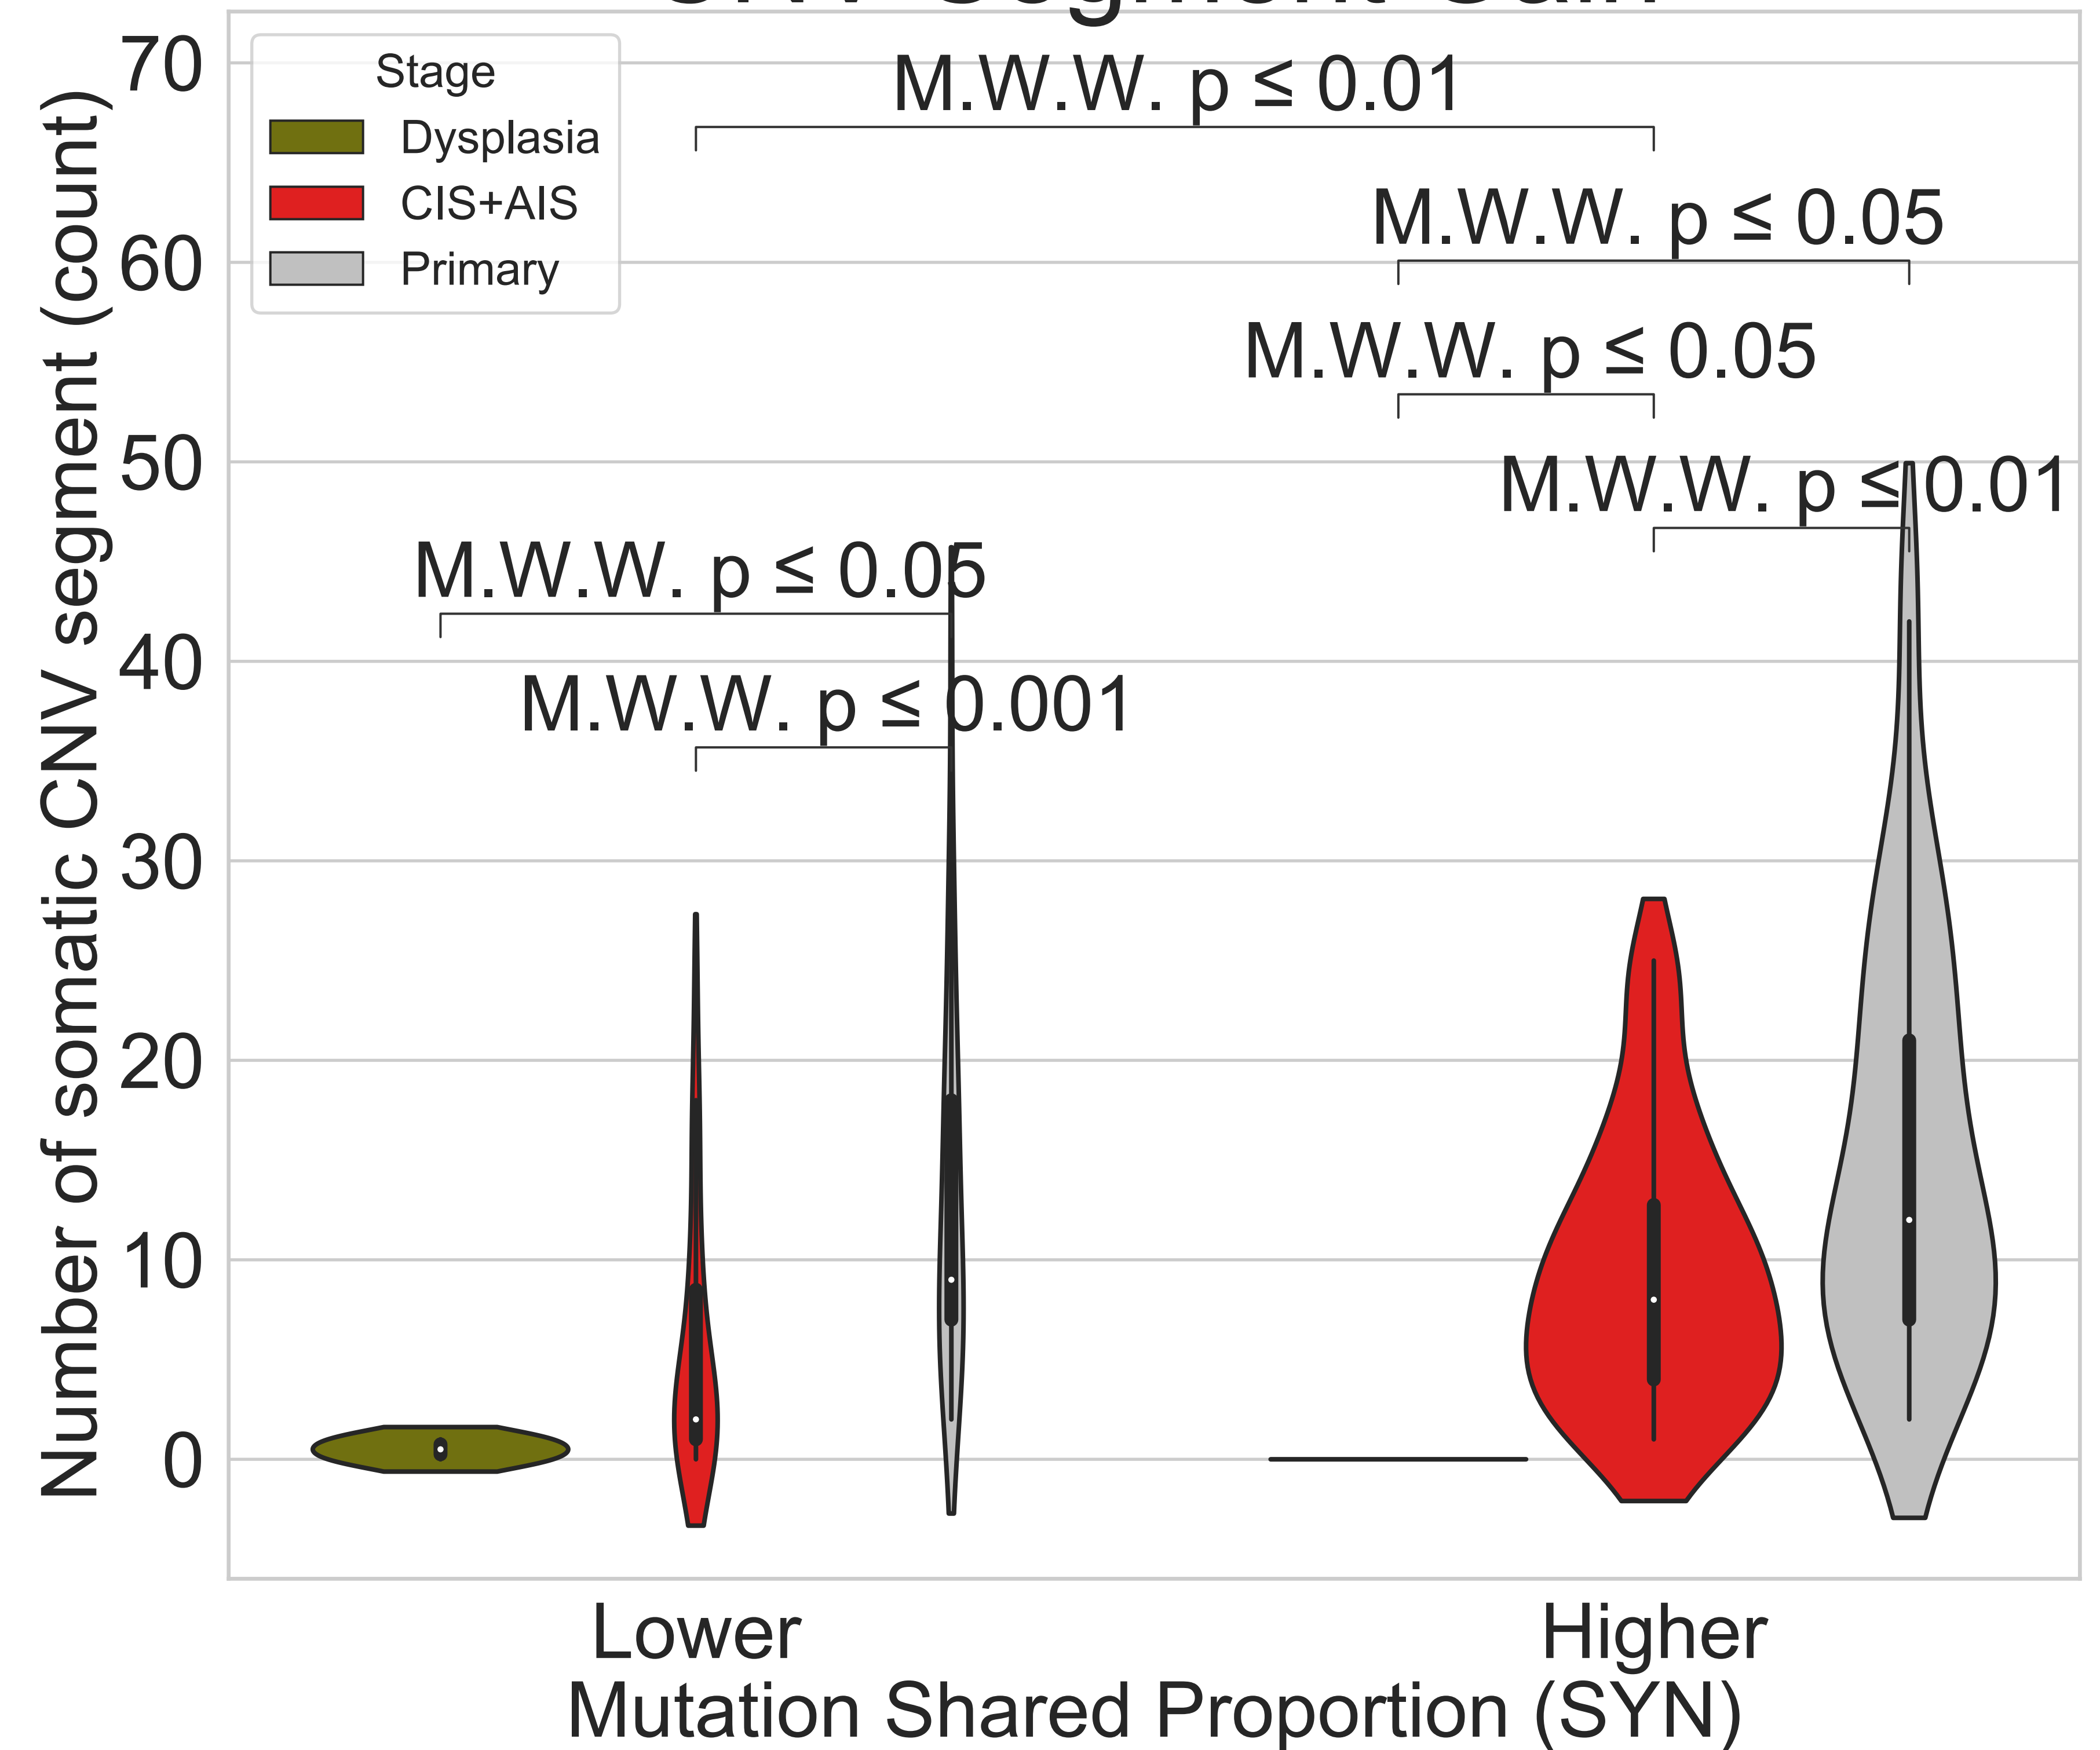 Number of somatic CNV segment (count)
70
60
50
40
30
20
10
0
Stage
Dysplasia
CIS+AIS
Primary
M.W.W. p ≤ 0.01
M.W.W. p ≤ 0.05
M.W.W. p ≤ 0.05
M.W.W. p ≤ 0.01
M.W.W. p ≤ 0.05
M.W.W. p ≤ 0.001
Lower
Higher
Mutation Shared Proportion (SYN)